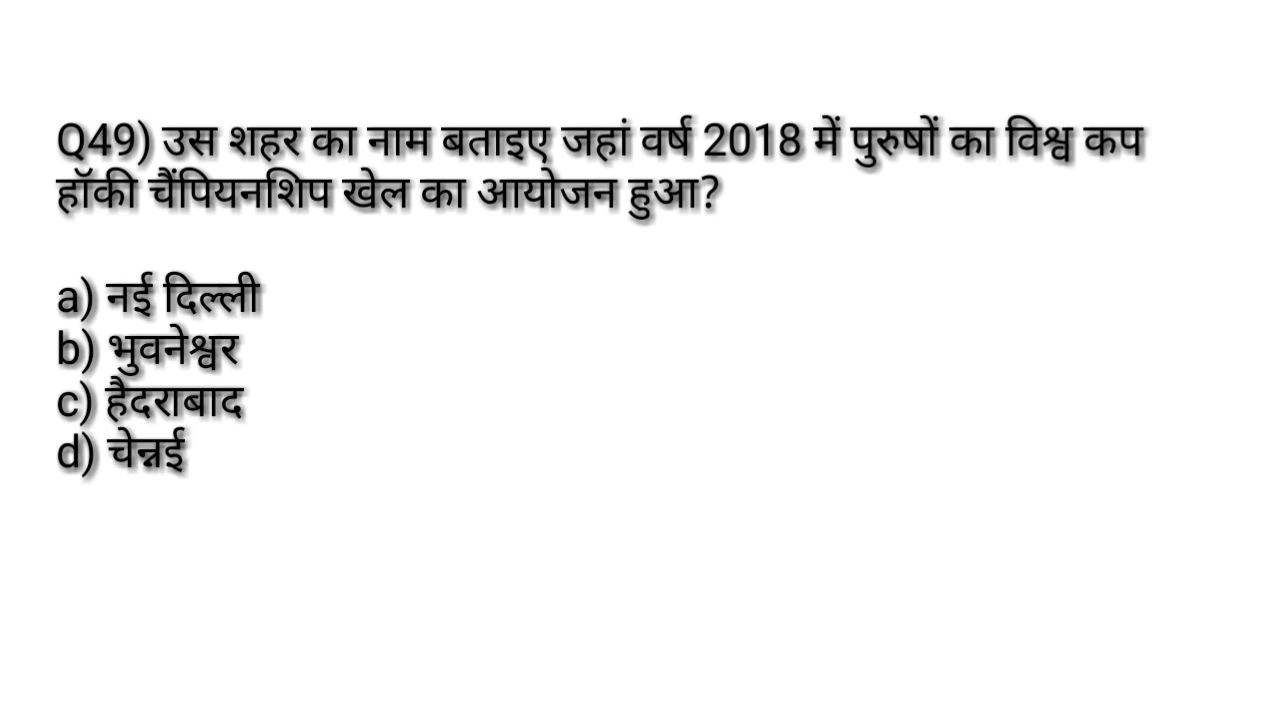 Q49) उस शहर का नाम बताइए जहां वर्ष 2018 में पुरुषों का विश्व कप
हॉकी चैंपियनशिप खेल का आयोजन हुआ?
a) नई दिल्ली
b) भुवनेश्वर
c) हैदराबाद
d) चेन्नई